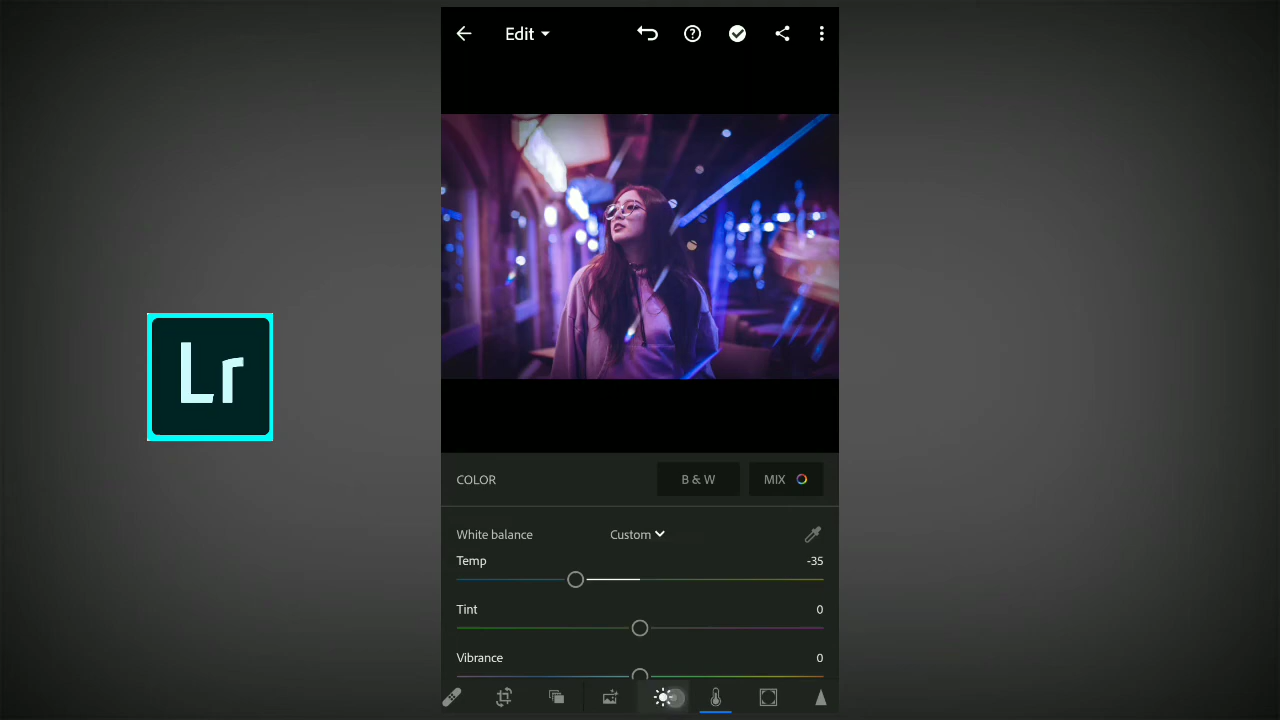 Edit
Lr
COLOR
B & W
MIX
White balance
Custom
Temp
-35
Tint
0
Vibrance
0